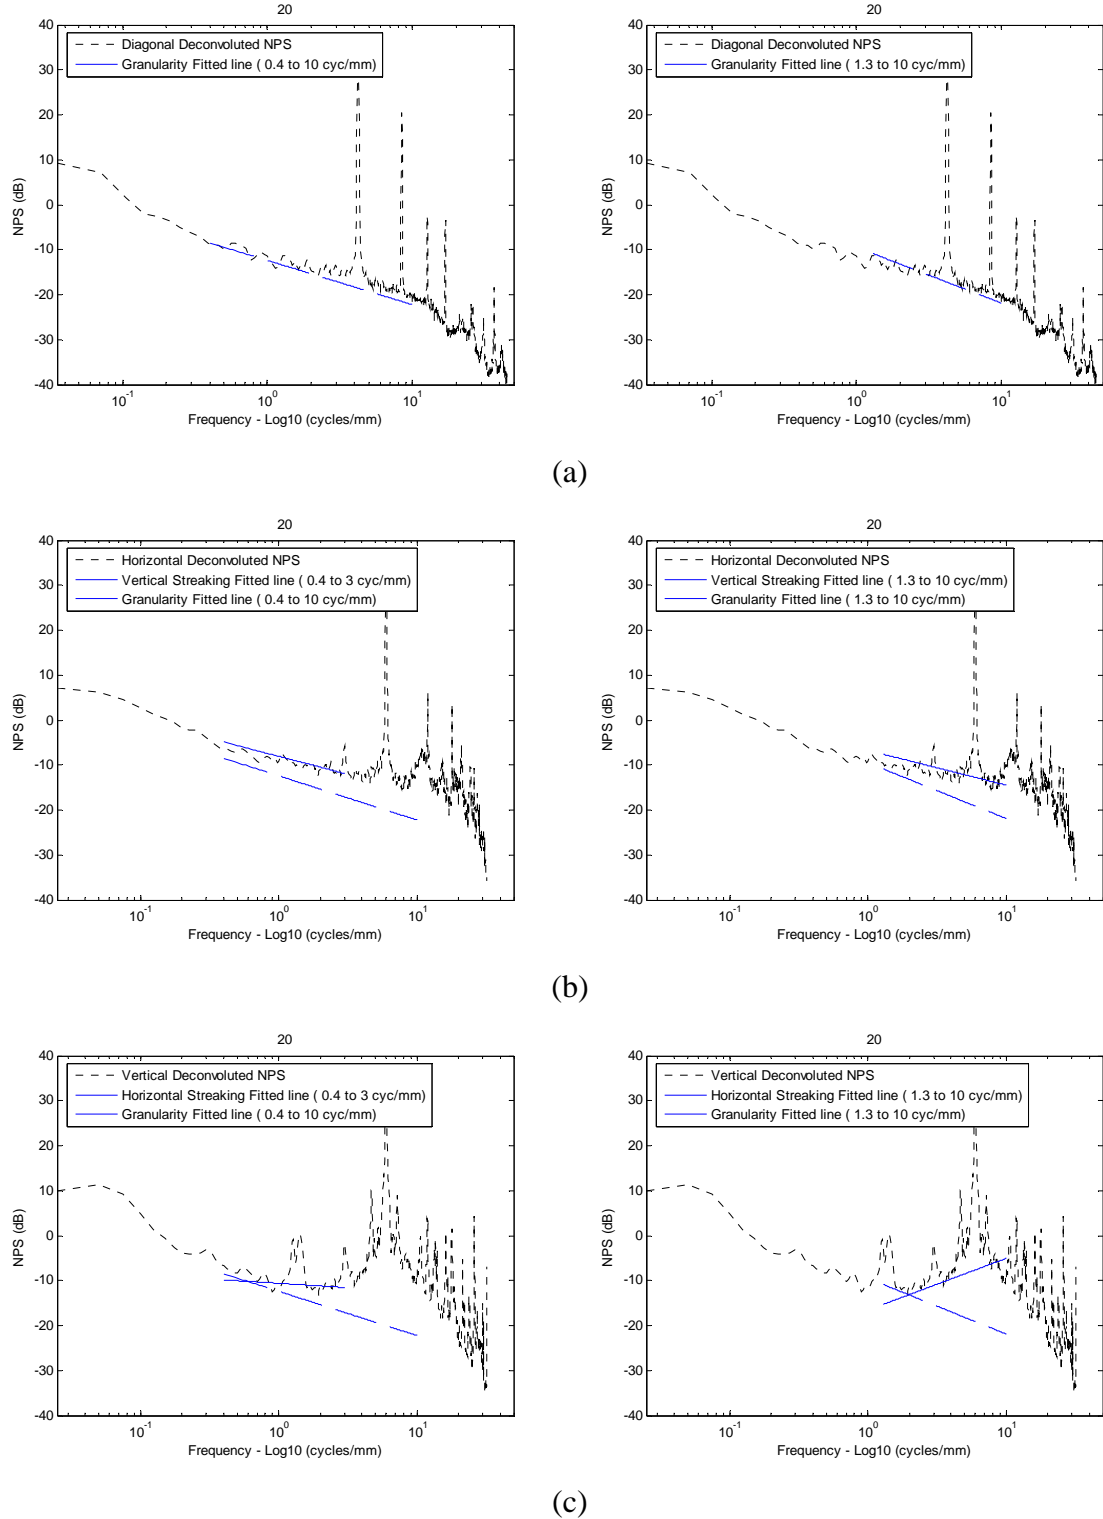 20
40
Diagonal Deconvoluted NPS
Granularity Fitted line ( 0.4 to 10 cyc/mm)
30
20
10
0
-10
-20
-30
-40
NPS (dB)
10^-1
10^0
10^1
Frequency - Log10 (cycles/mm)
20
40
Diagonal Deconvoluted NPS
Granularity Fitted line ( 1.3 to 10 cyc/mm)
30
20
10
0
-10
-20
-30
-40
NPS (dB)
10^-1
10^0
10^1
Frequency - Log10 (cycles/mm)
(a)
20
40
Horizontal Deconvoluted NPS
Vertical Streaking Fitted line ( 0.4 to 3 cyc/mm)
Granularity Fitted line ( 0.4 to 10 cyc/mm)
30
20
10
0
-10
-20
-30
-40
NPS (dB)
10^-1
10^0
10^1
Frequency - Log10 (cycles/mm)
20
40
Horizontal Deconvoluted NPS
Vertical Streaking Fitted line ( 1.3 to 10 cyc/mm)
Granularity Fitted line ( 1.3 to 10 cyc/mm)
30
20
10
0
-10
-20
-30
-40
NPS (dB)
10^-1
10^0
10^1
Frequency - Log10 (cycles/mm)
(b)
20
40
Vertical Deconvoluted NPS
Horizontal Streaking Fitted line ( 0.4 to 3 cyc/mm)
Granularity Fitted line ( 0.4 to 10 cyc/mm)
30
20
10
0
-10
-20
-30
-40
NPS (dB)
10^-1
10^0
10^1
Frequency - Log10 (cycles/mm)
20
40
Vertical Deconvoluted NPS
Horizontal Streaking Fitted line ( 1.3 to 10 cyc/mm)
Granularity Fitted line ( 1.3 to 10 cyc/mm)
30
20
10
0
-10
-20
-30
-40
NPS (dB)
10^-1
10^0
10^1
Frequency - Log10 (cycles/mm)
(c)